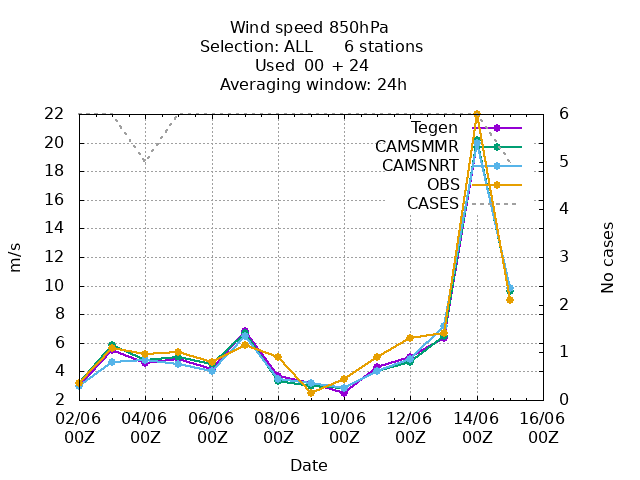 Wind speed 850hPa
Selection: ALL 6 stations
Used 00 + 24
Averaging window: 24h
22
20
18
16
14
12
10
8
6
4
2
m/s
6
5
4
3
2
1
0
No cases
Tegen
CAMSMMR
CAMSNRT
OBS
CASES
02/06 04/06 06/06 08/06 10/06 12/06 14/06 16/06
00Z 00Z 00Z 00Z 00Z 00Z 00Z 00Z
Date